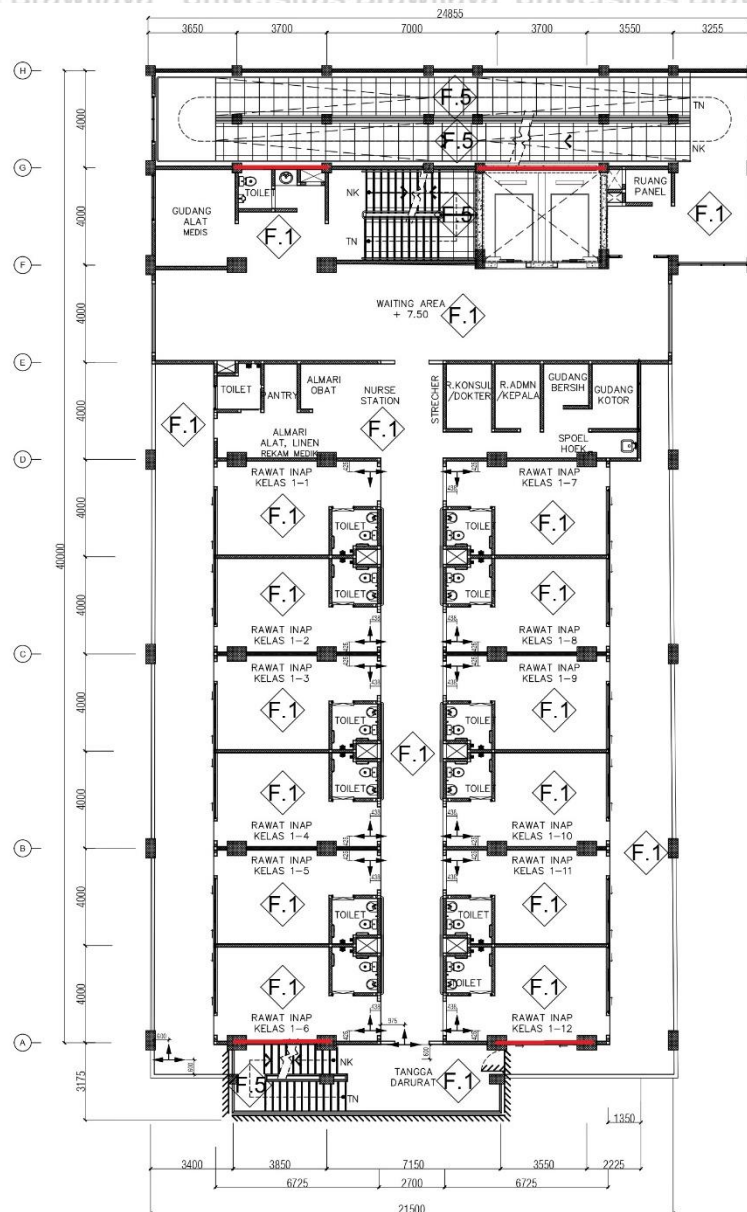 24855
3650 3700 7000 3700 3550 3255
H
4000
F.5
TN
F.5
NK
G
TOILET
NK
RUANG
PANEL
GUDANG
ALAT
MEDIS
4000
F.1
F.5
F.1
TN
F
WAITING AREA
+ 7.50
F.1
4000
E
TOILET
ALMARI
OBAT
NURSE
STATION
STRECHER
R.KONSUL
/DOKTER
R.ADMN
/KEPALA
GUDANG
BERSIH
GUDANG
KOTOR
PANTRY
4000
F.1
F.1
ALMARI
ALAT, LINEN
REKAM MEDIK
SPOEL
HOEK
D
40000
RAWAT INAP
KELAS 1-1
RAWAT INAP
KELAS 1-7
4000
F.1
TOILET
TOILET
F.1
4000
F.1
TOILET
TOILET
F.1
RAWAT INAP
KELAS 1-2
RAWAT INAP
KELAS 1-8
C
RAWAT INAP
KELAS 1-3
RAWAT INAP
KELAS 1-9
4000
F.1
TOILET
TOILET
F.1
F.1
4000
F.1
TOILET
TOILET
F.1
RAWAT INAP
KELAS 1-4
RAWAT INAP
KELAS 1-10
B
RAWAT INAP
KELAS 1-5
RAWAT INAP
KELAS 1-11
F.1
4000
F.1
TOILET
TOILET
F.1
4000
F.1
TOILET
F.1
RAWAT INAP
KELAS 1-6
RAWAT INAP
KELAS 1-12
975
A
600
600
NK
TANGGA
DARURAT
F.1
F.5
TN
3175
1350
3400 3850 7150 3550 2225
6725 2700 6725
21500